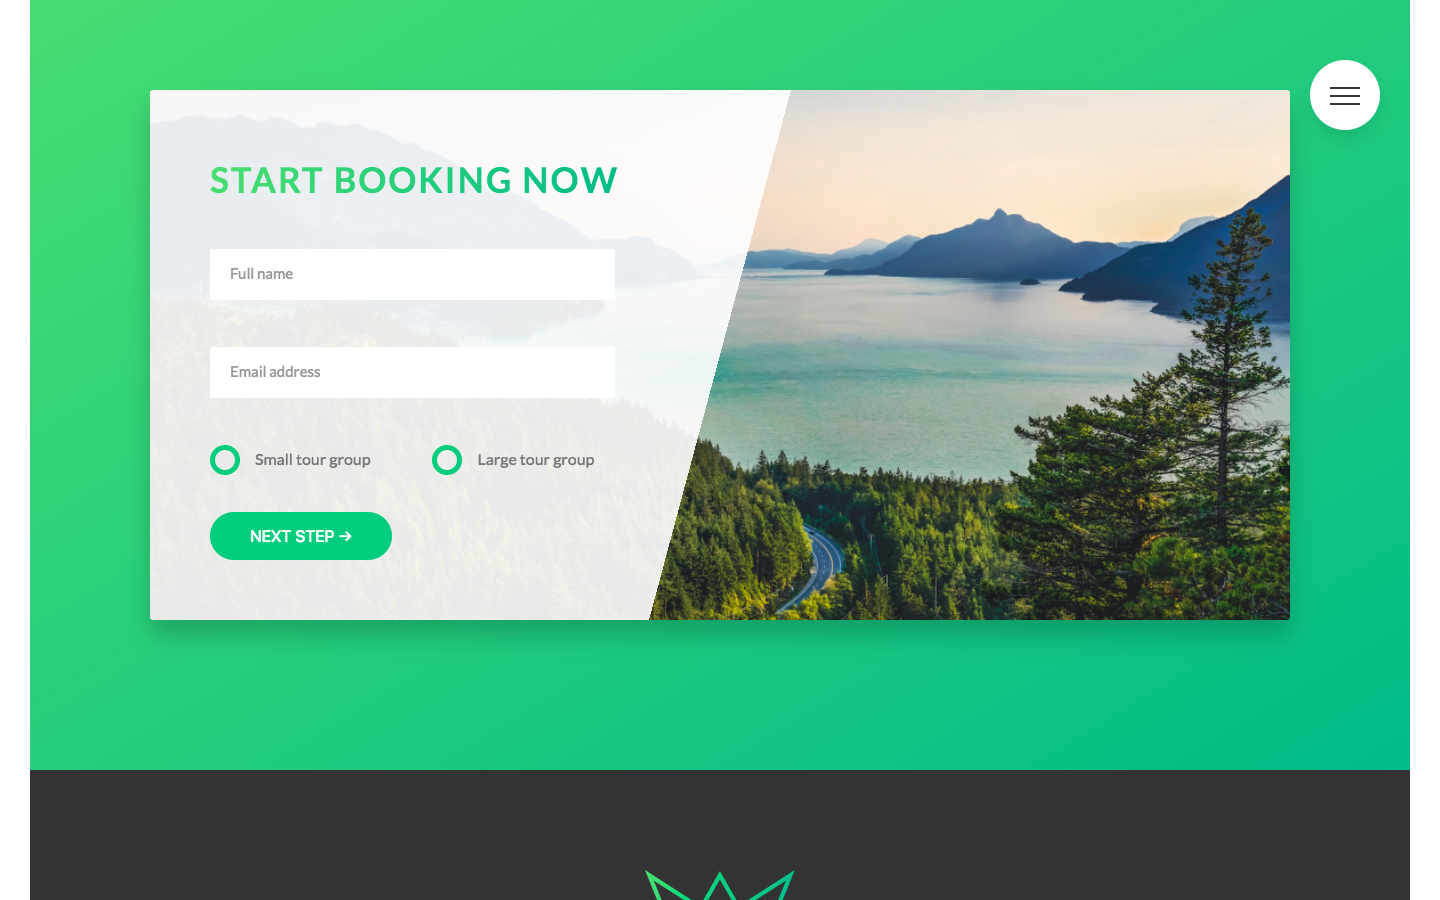 START BOOKING NOW
Full name
Email address
Small tour group
Large tour group
NEXT STEP →